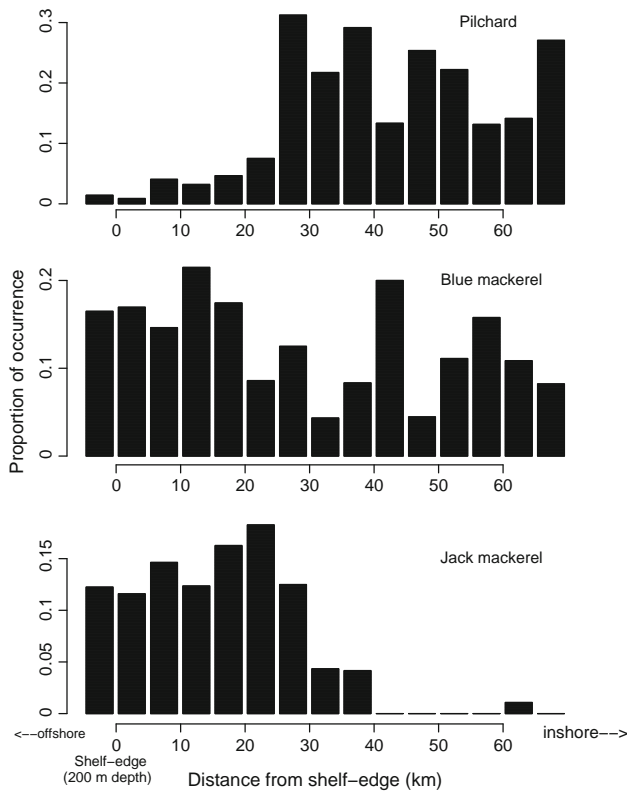 Pilchard
0.3
0.2
0.1
0
0 10 20 30 40 50 60
Blue mackerel
0.2
0.1
0
0 10 20 30 40 50 60
Proportion of occurrence
Jack mackerel
0.15
0.1
0.05
0
0 10 20 30 40 50 60
<--offshore
inshore-->
Shelf-edge
(200 m depth)
Distance from shelf-edge (km)